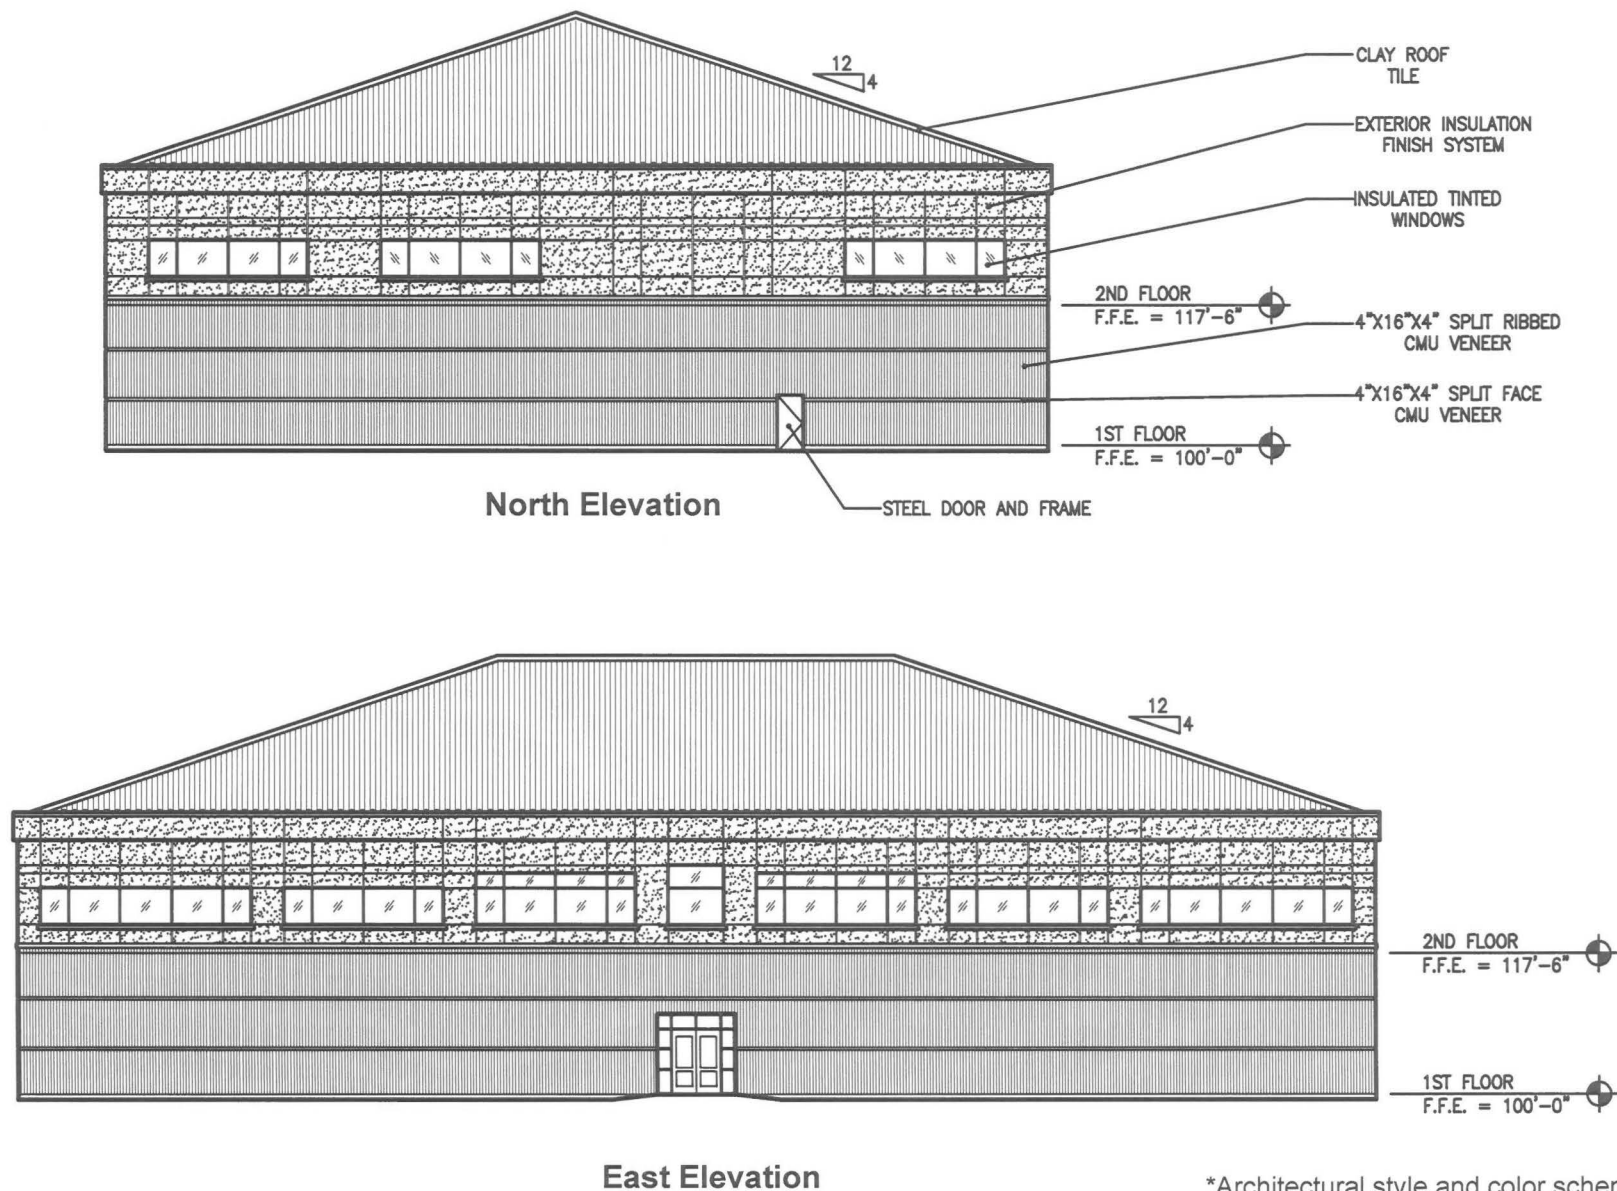 12
4
CLAY ROOF
TILE
EXTERIOR INSULATION
FINISH SYSTEM
INSULATED TINTED
WINDOWS
2ND FLOOR
F.F.E. = 117'-6"
4"X16"X4" SPLIT RIBBED
CMU VENEER
4"X16"X4" SPLIT FACE
CMU VENEER
1ST FLOOR
F.F.E. = 100'-0"
North Elevation
STEEL DOOR AND FRAME
12
4
2ND FLOOR
F.F.E. = 117'-6"
1ST FLOOR
F.F.E. = 100'-0"
East Elevation
*Architectural style and color